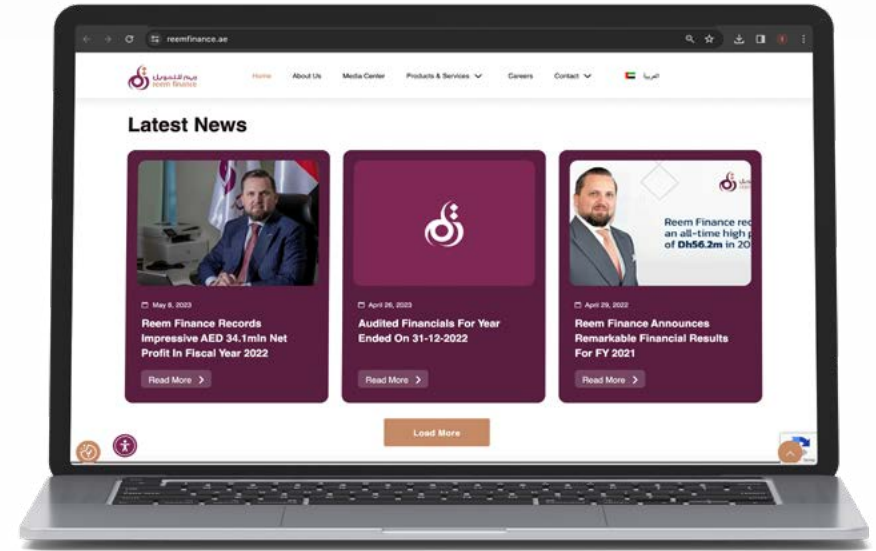 reemfinance.ae
ريم للتمويل
reem finance
Home
About Us
Media Center
Products & Services
Careers
Contact
العربية
Latest News
Reem Finance rec
an all-time high p
of Dh56.2m in 20
May 8, 2023
Reem Finance Records
Impressive AED 34.1mln Net
Profit In Fiscal Year 2022
Read More
April 26, 2023
Audited Financials For Year
Ended On 31-12-2022
Read More
April 29, 2022
Reem Finance Announces
Remarkable Financial Results
For FY 2021
Read More
Load More